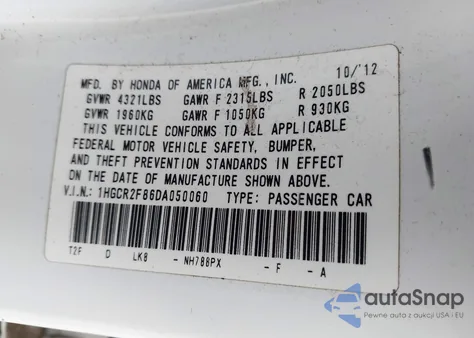 MFD. BY HONDA OF AMERICA MFG., INC. 10/'12
GVWR 4321LBS GAWR F 2315LBS R 2050LBS
GVWR 1960KG GAWR F 1050KG R 930KG
THIS VEHICLE CONFORMS TO ALL APPLICABLE
FEDERAL MOTOR VEHICLE SAFETY, BUMPER,
AND THEFT PREVENTION STANDARDS IN EFFECT
ON THE DATE OF MANUFACTURE SHOWN ABOVE.
V.I.N.: 1HGCR2F86DA050060 TYPE: PASSENGER CAR
T2F D LK8 - NH788PX - F - A
autaSnap
Pewne auta z USA i EU